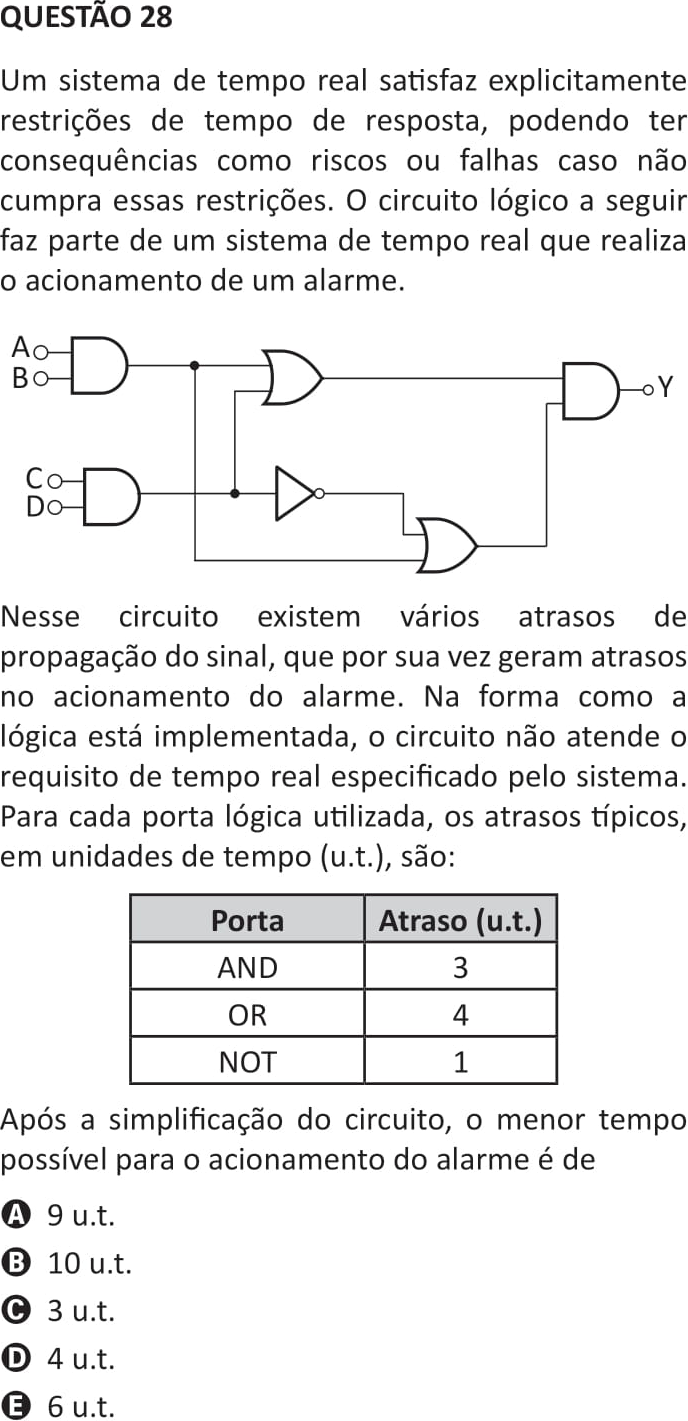 QUESTÃO 28
Um sistema de tempo real satisfaz explicitamente
restrições de tempo de resposta, podendo ter
consequências como riscos ou falhas caso não
cumpra essas restrições. O circuito lógico a seguir
faz parte de um sistema de tempo real que realiza
o acionamento de um alarme.
A
B
Y
C
D
Nesse circuito existem vários atrasos de
propagação do sinal, que por sua vez geram atrasos
no acionamento do alarme. Na forma como a
lógica está implementada, o circuito não atende o
requisito de tempo real especificado pelo sistema.
Para cada porta lógica utilizada, os atrasos típicos,
em unidades de tempo (u.t.), são:
Porta Atraso (u.t.)
AND 3
OR 4
NOT 1
Após a simplificação do circuito, o menor tempo
possível para o acionamento do alarme é de
A 9 u.t.
B 10 u.t.
C 3 u.t.
D 4 u.t.
E 6 u.t.